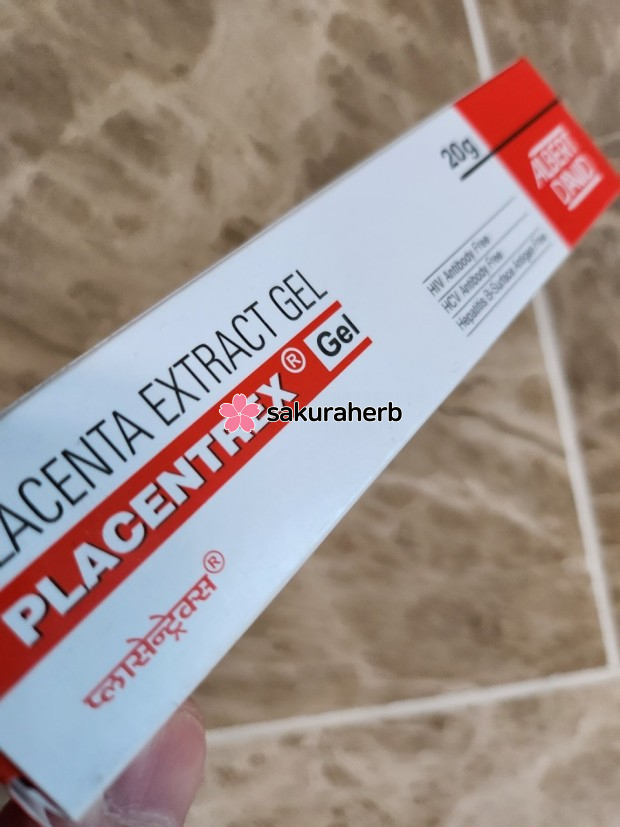 20g
ALBERT
DAVID
HIV Antibody Free
HCV Antibody Free
Hepatitis B-Surface Antigen Free
LACENTA EXTRACT GEL
PLACENTREX® Gel
sakuraherb
प्लासेन्ट्रेक्स®